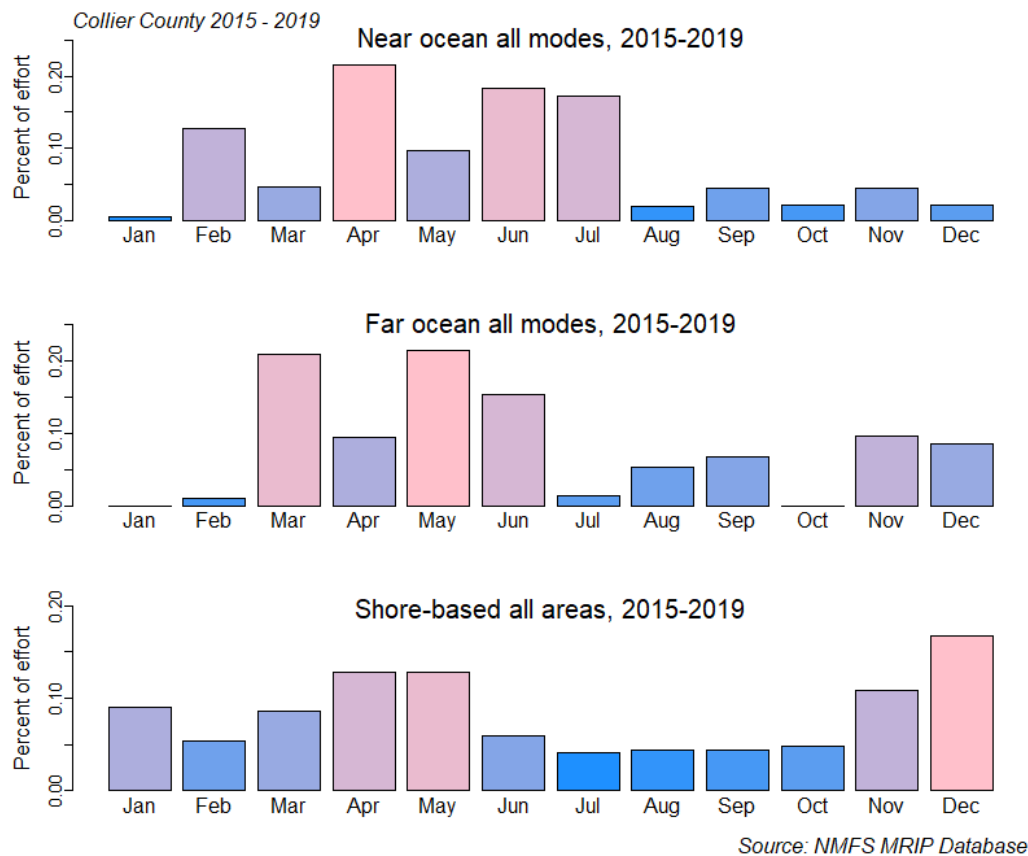 Collier County 2015 - 2019
Near ocean all modes, 2015-2019
Percent of effort
0.20
0.10
0.00
Jan Feb Mar Apr May Jun Jul Aug Sep Oct Nov Dec
Far ocean all modes, 2015-2019
Percent of effort
0.20
0.10
0.00
Jan Feb Mar Apr May Jun Jul Aug Sep Oct Nov Dec
Shore-based all areas, 2015-2019
Percent of effort
0.20
0.10
0.00
Jan Feb Mar Apr May Jun Jul Aug Sep Oct Nov Dec
Source: NMFS MRIP Database